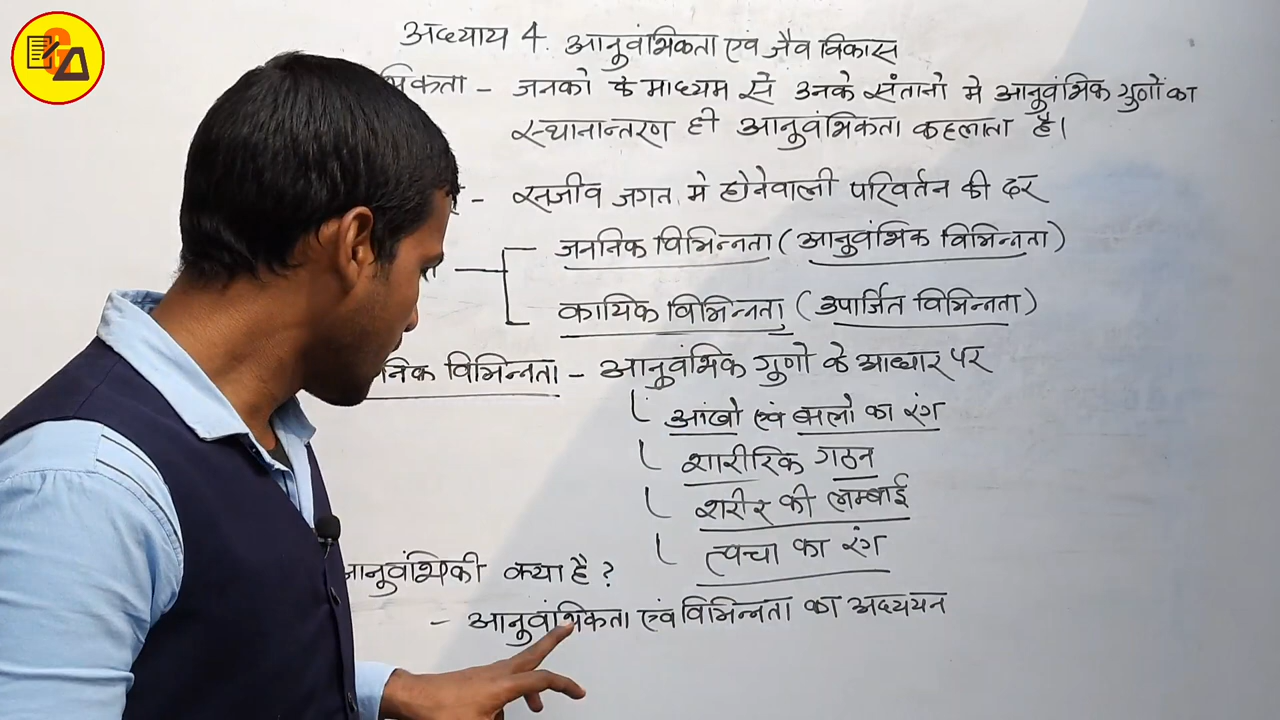 अध्याय 4. आनुवंशिकता एवं जैव विकास
शिकता - जनको के माध्यम से उनके संतानो मे आनुवंशिक गुणों का
स्थानान्तरण ही आनुवंशिकता कहलाता है।
- सजीव जगत मे होनेवाली परिवर्तन की दर
जननिक विभिन्नता (आनुवंशिक विभिन्नता)
कायिक विभिन्नता (उपार्जित विभिन्नता)
निक विभिन्नता - आनुवंशिक गुणो के आधार पर
आंखो एवं बालो का रंग
शारीरिक गठन
शरीर की लम्बाई
त्वचा का रंग
आनुवंशिकी क्या है ?
- आनुवंशिकता एवं विभिन्नता का अध्ययन